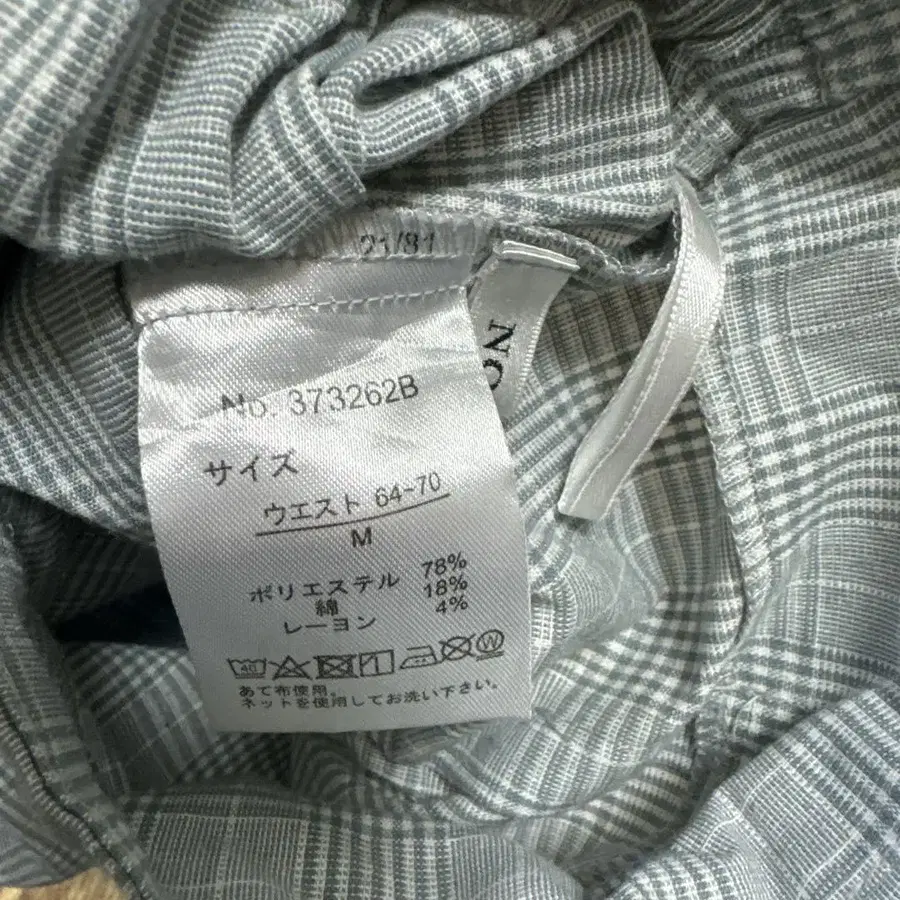 21/81
No. 373262B
サイズ
ウエスト 64-70
M
ポリエステル 78%
綿 18%
レーヨン 4%
40
W
あて布使用。
ネットを使用してお洗い下さい。
NO